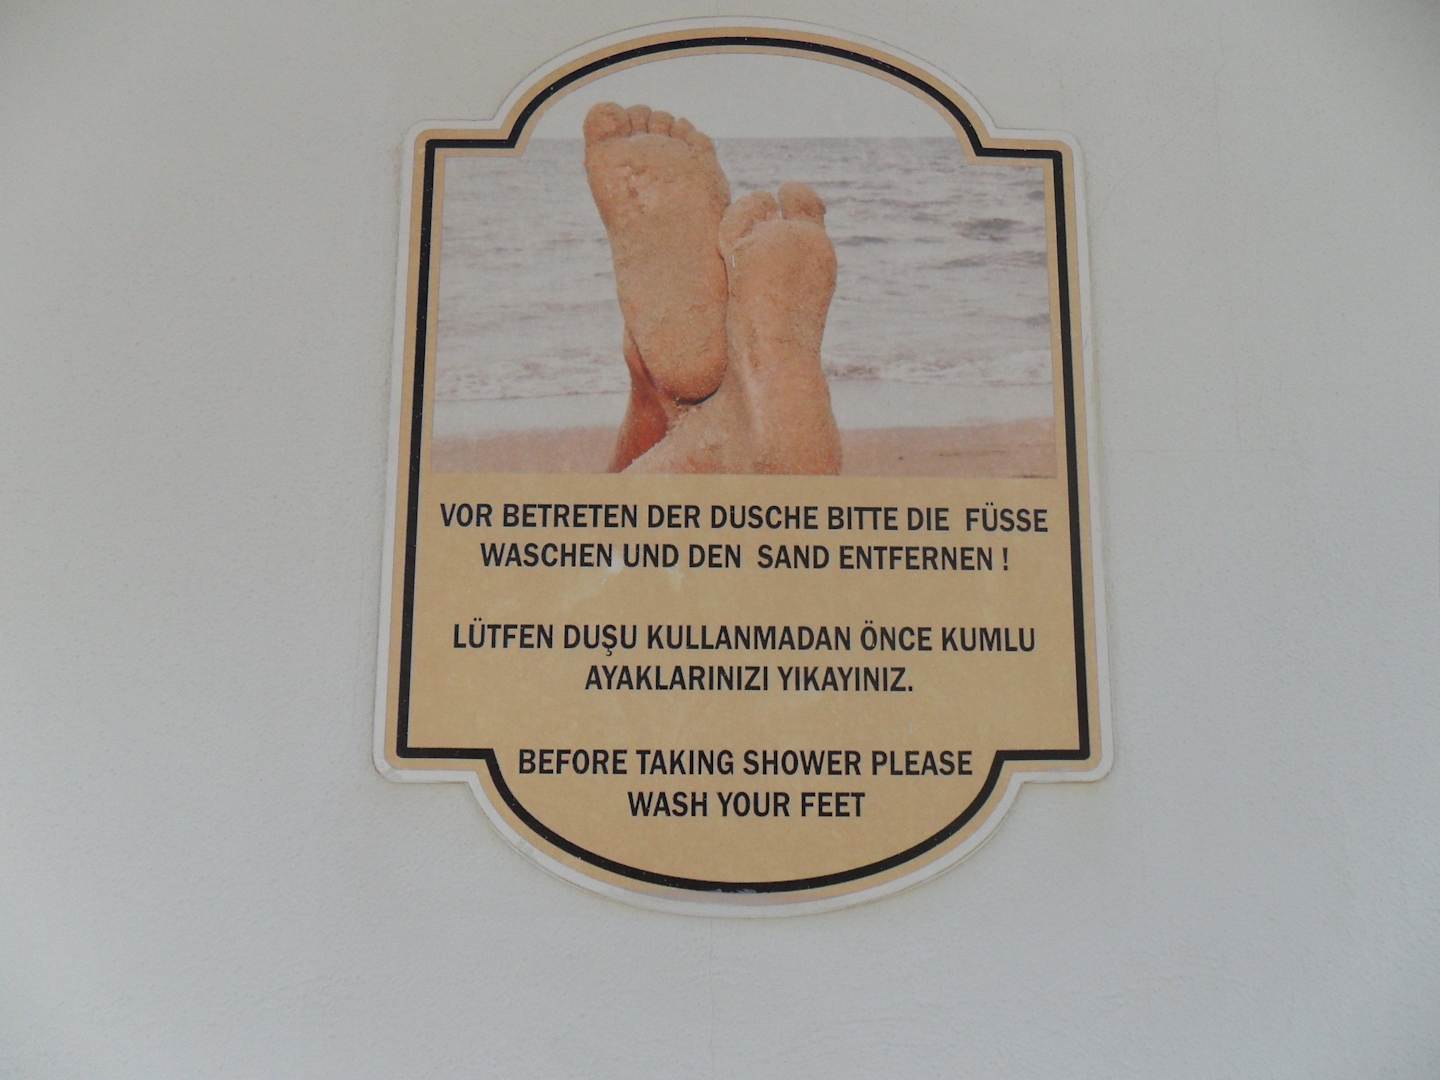 VOR BETRETEN DER DUSCHE BITTE DIE FÜSSE
WASCHEN UND DEN SAND ENTFERNEN !
LÜTFEN DUŞU KULLANMADAN ÖNCE KUMLU
AYAKLARINIZI YIKAYINIZ.
BEFORE TAKING SHOWER PLEASE
WASH YOUR FEET